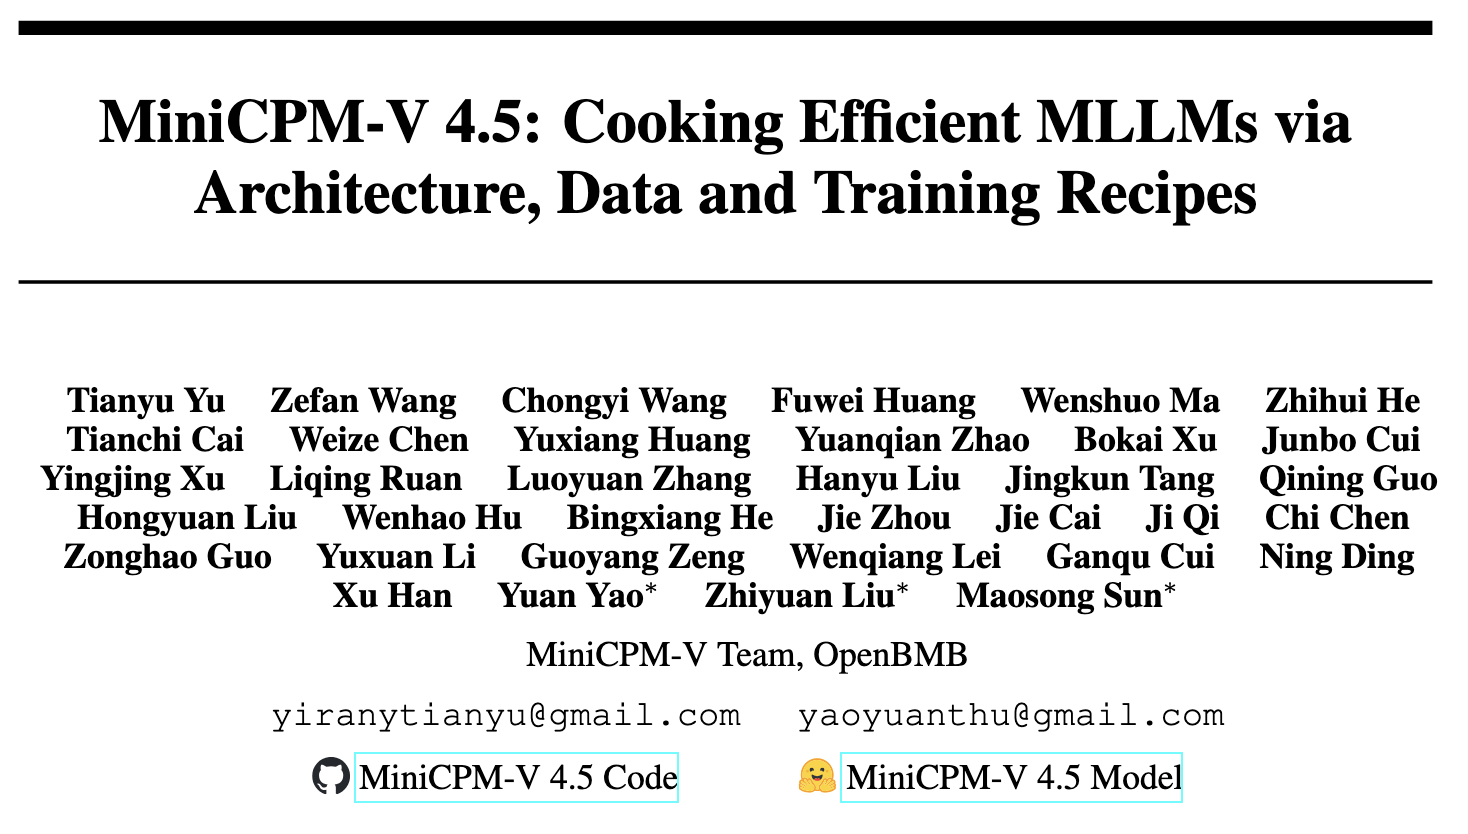 MiniCPM-V 4.5: Cooking Efficient MLLMs via
Architecture, Data and Training Recipes
Tianyu Yu Zefan Wang Chongyi Wang Fuwei Huang Wenshuo Ma Zhihui He
Tianchi Cai Weize Chen Yuxiang Huang Yuanqian Zhao Bokai Xu Junbo Cui
Yingjing Xu Liqing Ruan Luoyuan Zhang Hanyu Liu Jingkun Tang Qining Guo
Hongyuan Liu Wenhao Hu Bingxiang He Jie Zhou Jie Cai Ji Qi Chi Chen
Zonghao Guo Yuxuan Li Guoyang Zeng Wenqiang Lei Ganqu Cui Ning Ding
Xu Han Yuan Yao* Zhiyuan Liu* Maosong Sun*
MiniCPM-V Team, OpenBMB
yiranytianyu@gmail.com yaoyuanthu@gmail.com
MiniCPM-V 4.5 Code MiniCPM-V 4.5 Model